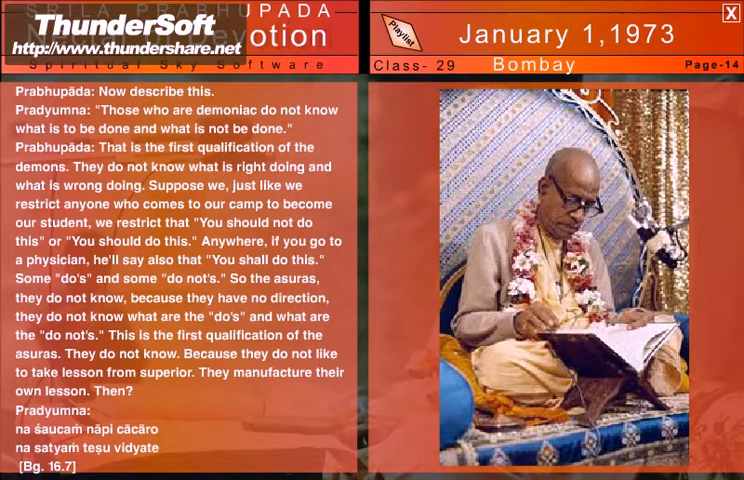 SRILA PRABHUPADA
ThunderSoft
http://www.thundershare.net
Devotion
Spiritual Sky Software
Playlist
January 1,1973
X
Class- 29
Bombay
Page-14
Prabhupāda: Now describe this.
Pradyumna: "Those who are demoniac do not know
what is to be done and what is not be done."
Prabhupāda: That is the first qualification of the
demons. They do not know what is right doing and
what is wrong doing. Suppose we, just like we
restrict anyone who comes to our camp to become
our student, we restrict that "You should not do
this" or "You should do this." Anywhere, if you go to
a physician, he'll say also that "You shall do this."
Some "do's" and some "do not's." So the asuras,
they do not know, because they have no direction,
they do not know what are the "do's" and what are
the "do not's." This is the first qualification of the
asuras. They do not know. Because they do not like
to take lesson from superior. They manufacture their
own lesson. Then?
Pradyumna:
na śaucaṁ nāpi cācāro
na satyaṁ teṣu vidyate
[Bg. 16.7]